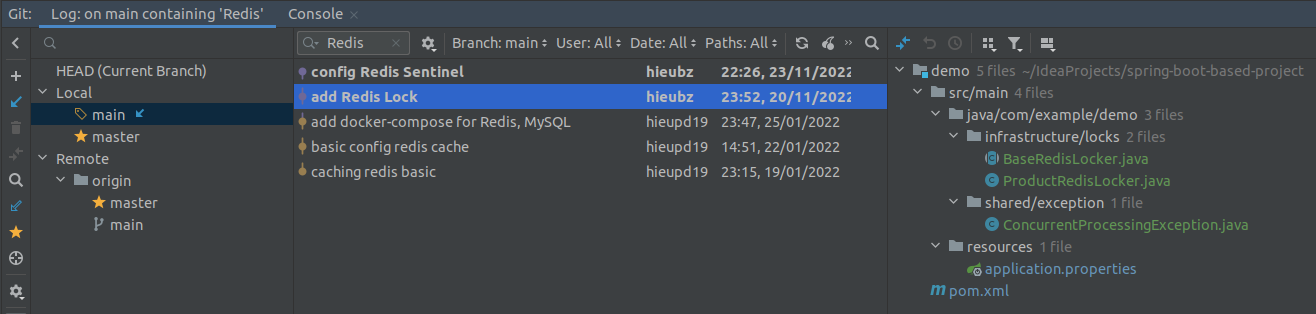 Git: Log: on main containing 'Redis' Console
Redis Branch: main User: All Date: All Paths: All
HEAD (Current Branch)
Local
main
master
Remote
origin
master
main
config Redis Sentinel hieubz 22:26, 23/11/2022
add Redis Lock hieubz 23:52, 20/11/2022
add docker-compose for Redis, MySQL hieupd19 23:47, 25/01/2022
basic config redis cache hieupd19 14:51, 22/01/2022
caching redis basic hieupd19 23:15, 19/01/2022
demo 5 files ~/IdeaProjects/spring-boot-based-project
src/main 4 files
java/com/example/demo 3 files
infrastructure/locks 2 files
BaseRedisLocker.java
ProductRedisLocker.java
shared/exception 1 file
ConcurrentProcessingException.java
resources 1 file
application.properties
pom.xml